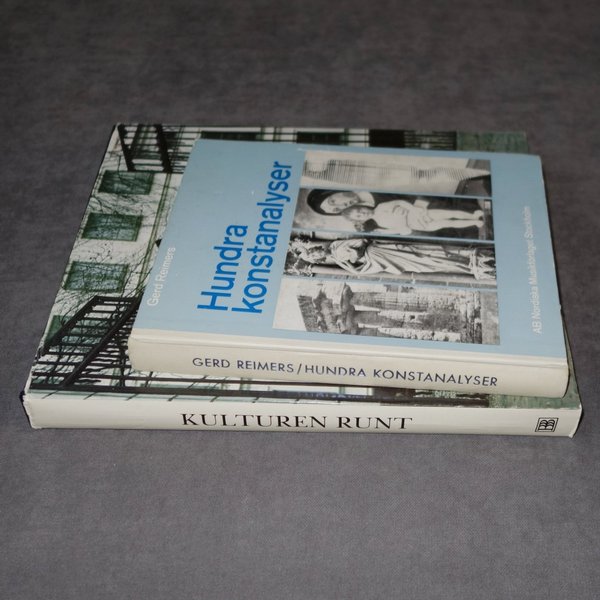 Gerd Reimers
Hundra
konstanalyser
AB Nordiska Musikförlaget Stockholm
GERD REIMERS/HUNDRA KONSTANALYSER
KULTUREN RUNT